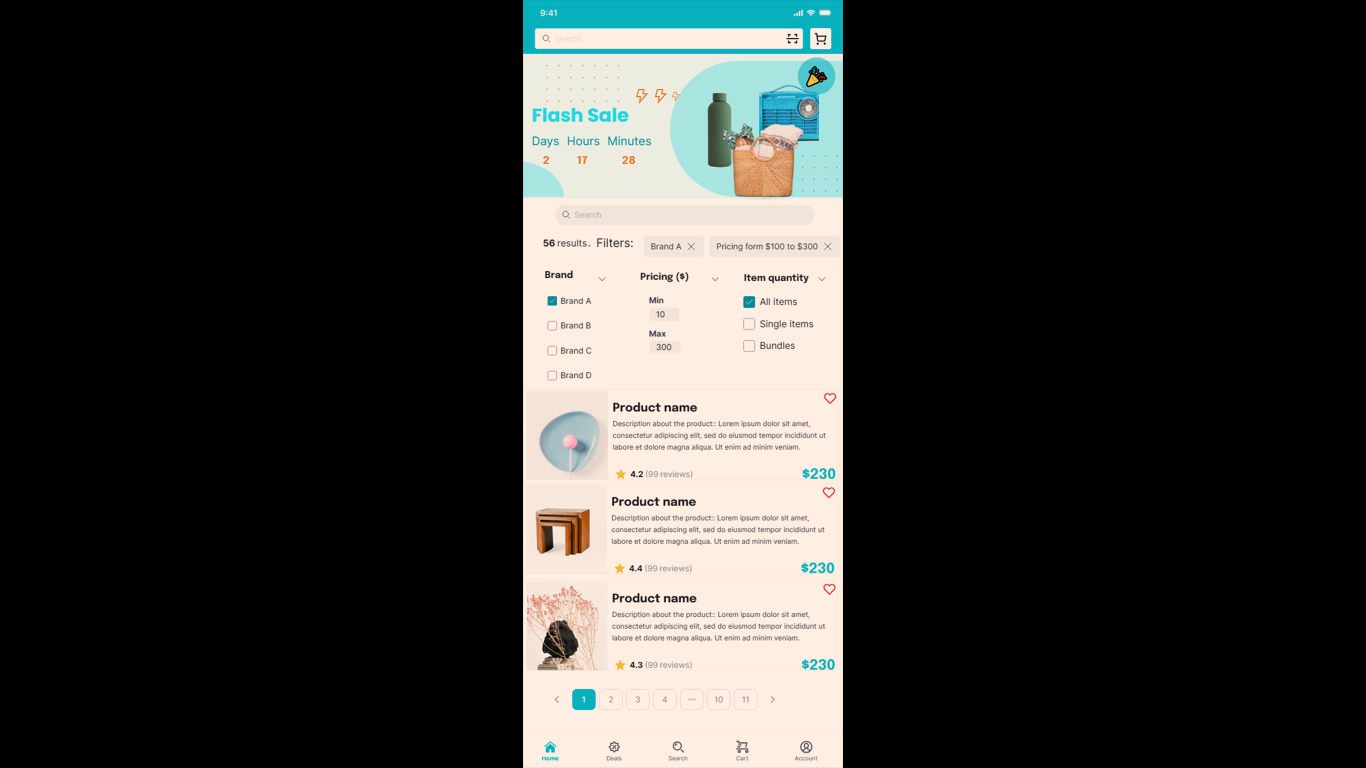 9:41
Search
Flash Sale
Days Hours Minutes
2 17 28
Search
56 results. Filters: Brand A Pricing form $100 to $300
Brand Pricing ($) Item quantity
Brand A
Brand B
Brand C
Brand D
Min
10
Max
300
All items
Single items
Bundles
Product name
Description about the product:: Lorem ipsum dolor sit amet,
consectetur adipiscing elit, sed do eiusmod tempor incididunt ut
labore et dolore magna aliqua. Ut enim ad minim veniam.
4.2 (99 reviews) $230
Product name
Description about the product:: Lorem ipsum dolor sit amet,
consectetur adipiscing elit, sed do eiusmod tempor incididunt ut
labore et dolore magna aliqua. Ut enim ad minim veniam.
4.4 (99 reviews) $230
Product name
Description about the product:: Lorem ipsum dolor sit amet,
consectetur adipiscing elit, sed do eiusmod tempor incididunt ut
labore et dolore magna aliqua. Ut enim ad minim veniam.
4.3 (99 reviews) $230
1 2 3 4 ... 10 11
Home Deals Search Cart Account